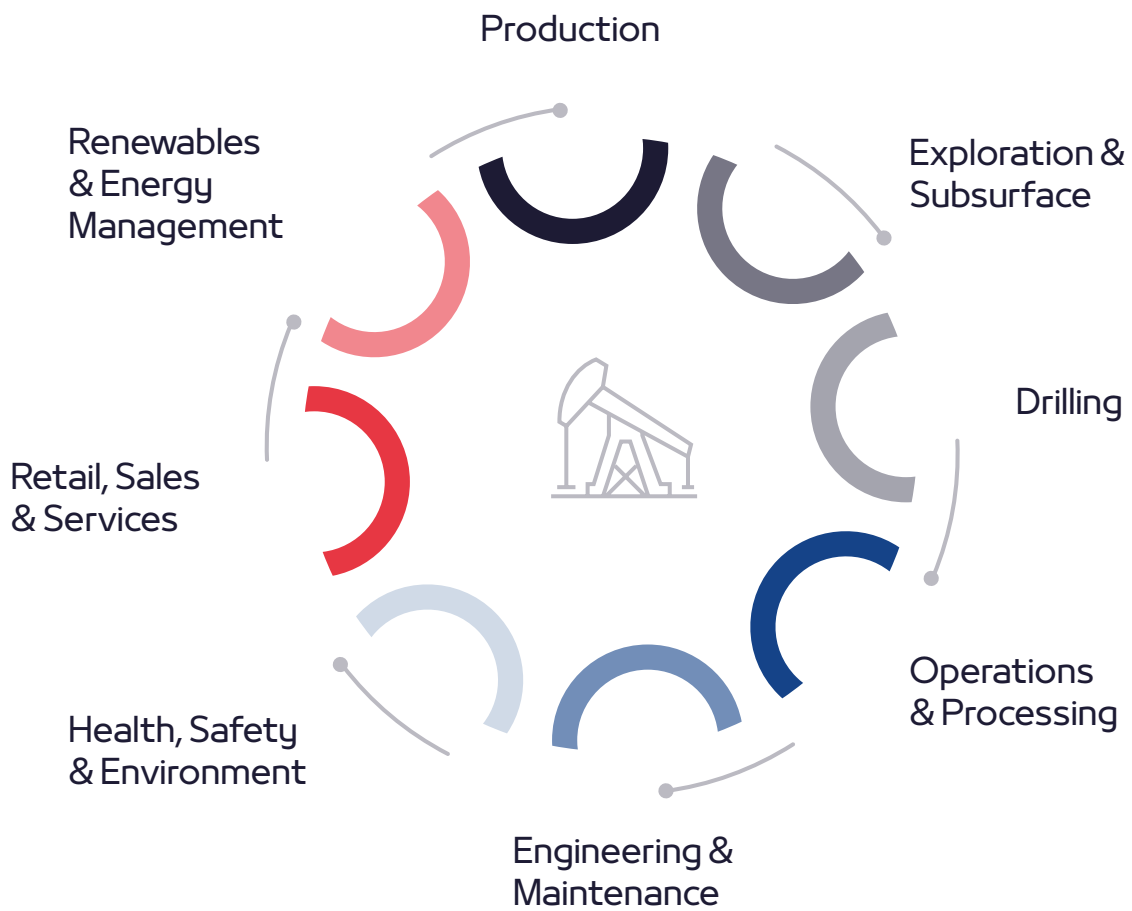 Production
Exploration &
Subsurface
Drilling
Operations
& Processing
Engineering &
Maintenance
Health, Safety
& Environment
Retail, Sales
& Services
Renewables
& Energy
Management